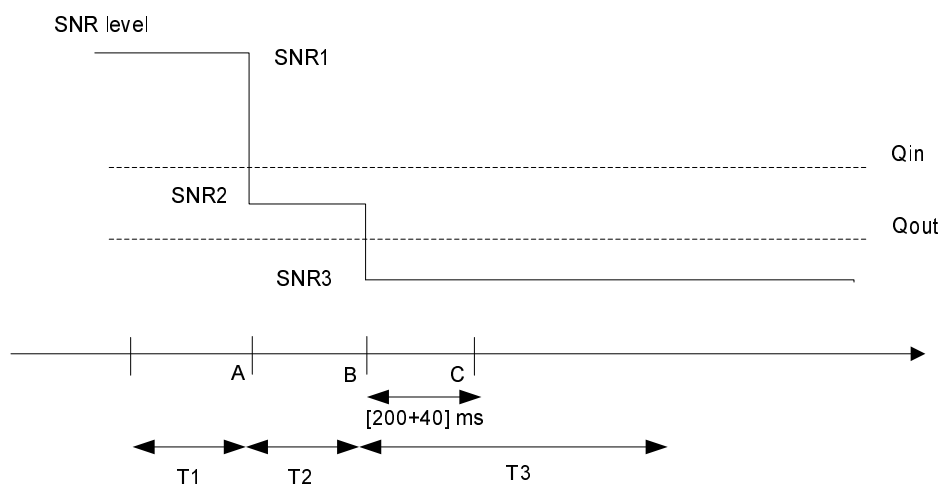 SNR level
SNR1
Qin
SNR2
Qout
SNR3
A
B
C
[200+40] ms
T1
T2
T3